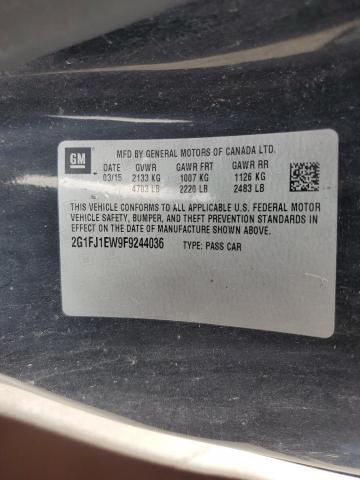 GM
MFD BY GENERAL MOTORS OF CANADA LTD.
DATE GVWR GAWR FRT GAWR RR
03/15 2133 KG 1007 KG 1126 KG
4703 LB 2220 LB 2483 LB
THIS VEHICLE CONFORMS TO ALL APPLICABLE U.S. FEDERAL MOTOR
VEHICLE SAFETY, BUMPER, AND THEFT PREVENTION STANDARDS IN
EFFECT ON THE DATE OF MANUFACTURE SHOWN ABOVE.
2G1FJ1EW9F9244036 TYPE: PASS CAR